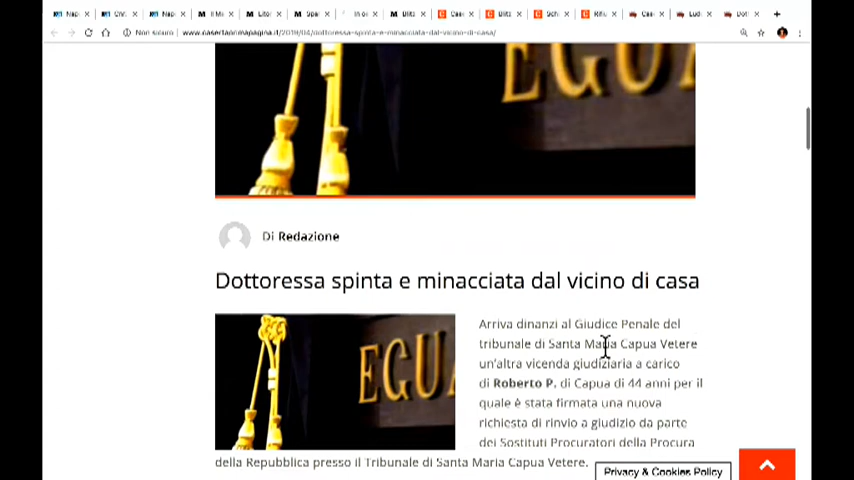 Non sicuro | www.casertaprimapagina.it/2019/04/dottoressa-spinta-e-minacciata-dal-vicino-di-casa/
EGUA
Di Redazione
Dottoressa spinta e minacciata dal vicino di casa
EGUA
Arriva dinanzi al Giudice Penale del
tribunale di Santa Maria Capua Vetere
un'altra vicenda giudiziaria a carico
di Roberto P. di Capua di 44 anni per il
quale è stata firmata una nuova
richiesta di rinvio a giudizio da parte
dei Sostituti Procuratori della Procura
della Repubblica presso il Tribunale di Santa Maria Capua Vetere.
Privacy & Cookies Policy